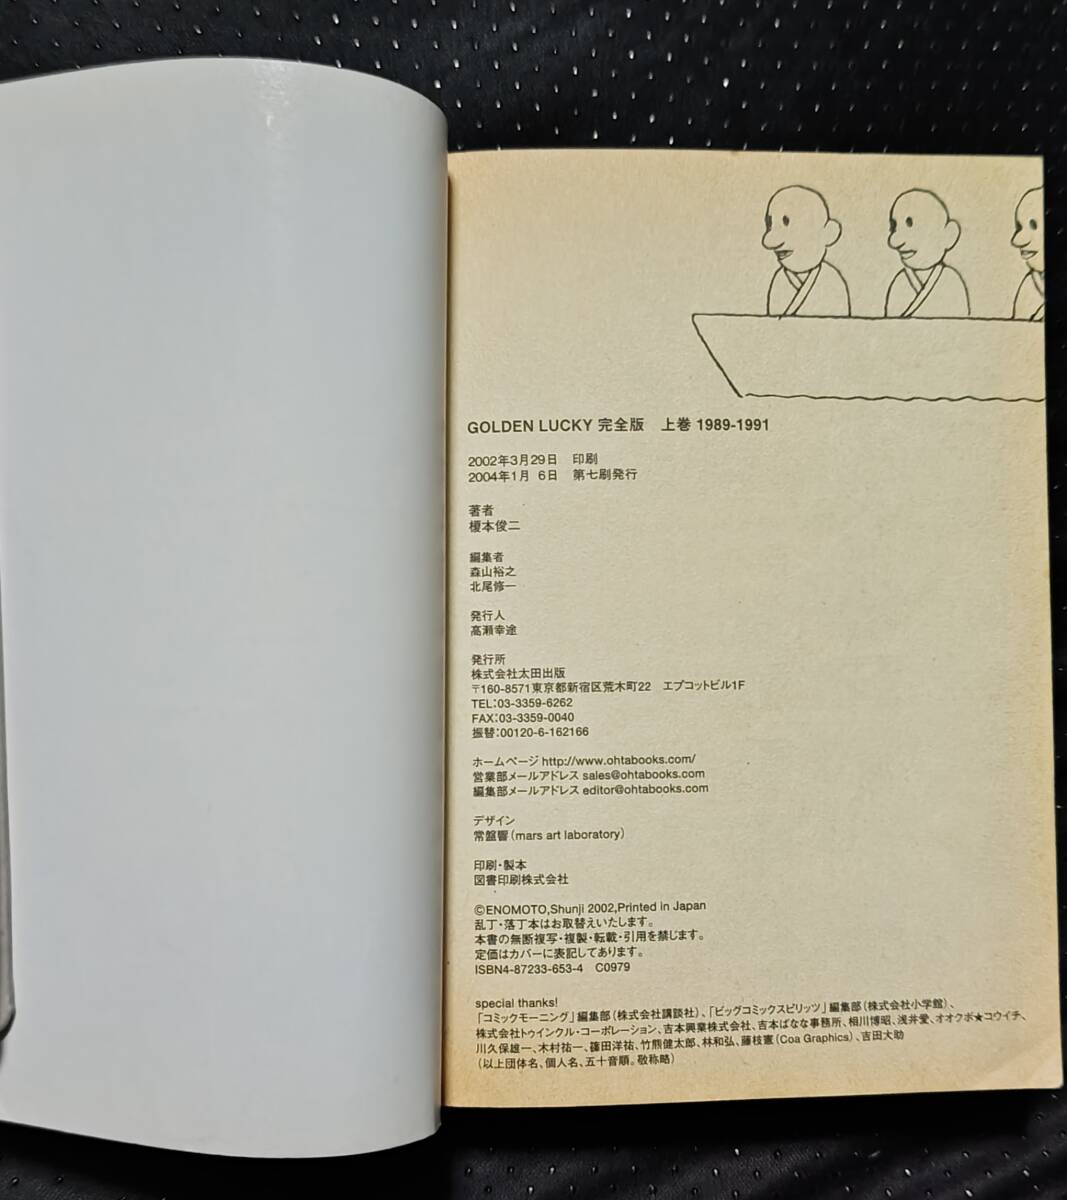 GOLDEN LUCKY 完全版　上巻 1989-1991
2002年3月29日　印刷
2004年1月 6日　第七刷発行
著者
榎本俊二
編集者
森山裕之
北尾修一
発行人
高瀬幸途
発行所
株式会社太田出版
〒160-8571東京都新宿区荒木町22　エプコットビル1F
TEL:03-3359-6262
FAX:03-3359-0040
振替:00120-6-162166
ホームページ http://www.ohtabooks.com/
営業部メールアドレス sales@ohtabooks.com
編集部メールアドレス editor@ohtabooks.com
デザイン
常盤響(mars art laboratory)
印刷・製本
図書印刷株式会社
©ENOMOTO,Shunji 2002,Printed in Japan
乱丁・落丁本はお取替えいたします。
本書の無断複写・複製・転載・引用を禁じます。
定価はカバーに表記してあります。
ISBN4-87233-653-4　C0979
special thanks!
「コミックモーニング」編集部(株式会社講談社)、「ビッグコミックスピリッツ」編集部(株式会社小学館)、
株式会社トゥインクル・コーポレーション、吉本興業株式会社、吉本ばなな事務所、相川博昭、浅井愛、オオクボ★コウイチ、
川久保雄一、木村祐一、篠田洋祐、竹熊健太郎、林和弘、藤枝憲(Coa Graphics)、吉田大助
(以上団体名、個人名、五十音順。敬称略)